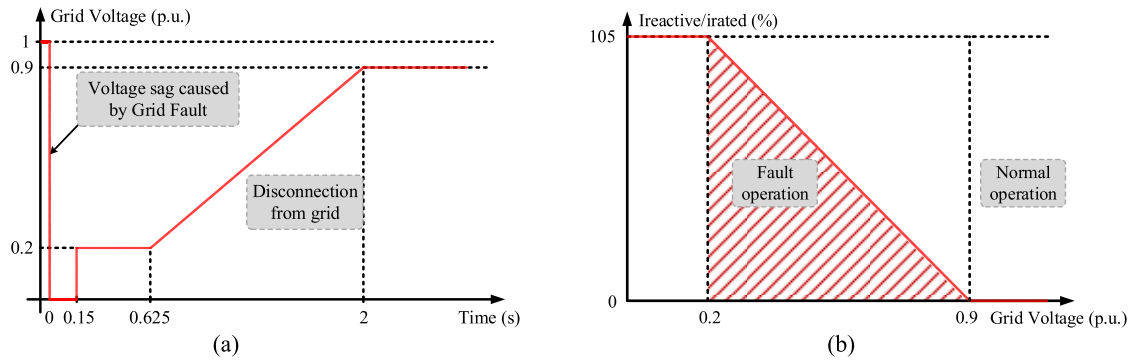 Grid Voltage (p.u.)
1
0.9
Voltage sag caused
by Grid Fault
Disconnection
from grid
0.2
0
0.15
0.625
2
Time (s)
(a)
Ireactive/irated (%)
105
Fault
operation
Normal
operation
0
0.2
0.9
Grid Voltage (p.u.)
(b)